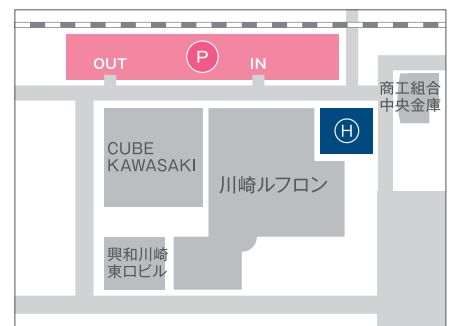 P
OUT
IN
商工組合
中央金庫
H
CUBE
KAWASAKI
川崎ルフロン
興和川崎
東口ビル